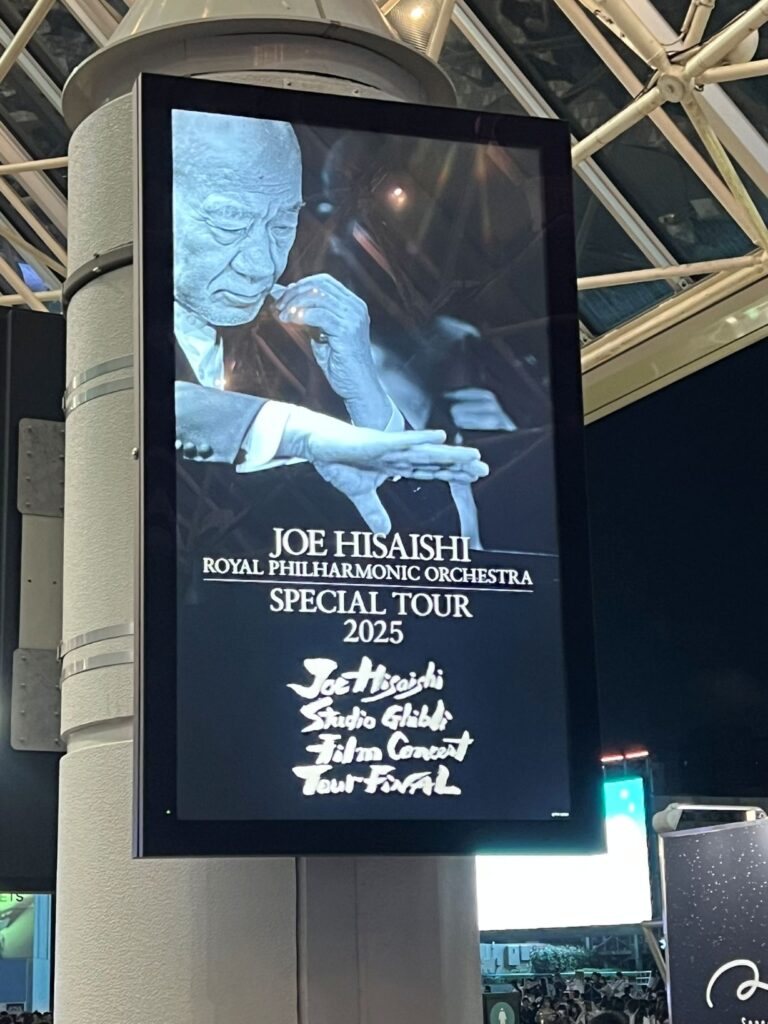 JOE HISAISHI
ROYAL PHILHARMONIC ORCHESTRA
SPECIAL TOUR
2025
Joe Hisaishi
Studio Ghibli
Film Concert
Tour FINAL